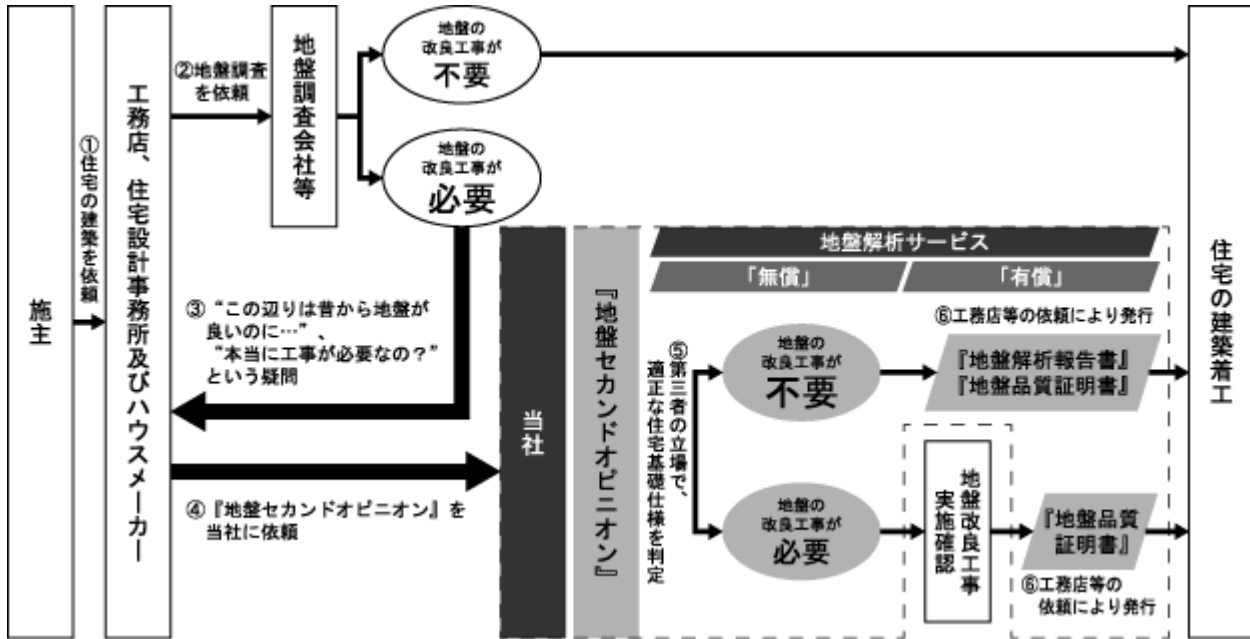 施主
①住宅の建築を依頼
工務店、住宅設計事務所及びハウスメーカー
②地盤調査
を依頼
地盤調査会社等
地盤の
改良工事が
不要
地盤の
改良工事が
必要
③“この辺りは昔から地盤が
良いのに…”、
“本当に工事が必要なの？”
という疑問
④『地盤セカンドオピニオン』を
当社に依頼
当社
『地盤セカンドオピニオン』
地盤解析サービス
「無償」
「有償」
⑤第三者の立場で、
適正な住宅基礎仕様を判定
地盤の
改良工事が
不要
⑥工務店等の依頼により発行
『地盤解析報告書』
『地盤品質証明書』
地盤の
改良工事が
必要
地盤改良工事
実施確認
『地盤品質
証明書』
⑥工務店等の
依頼により発行
住宅の建築着工